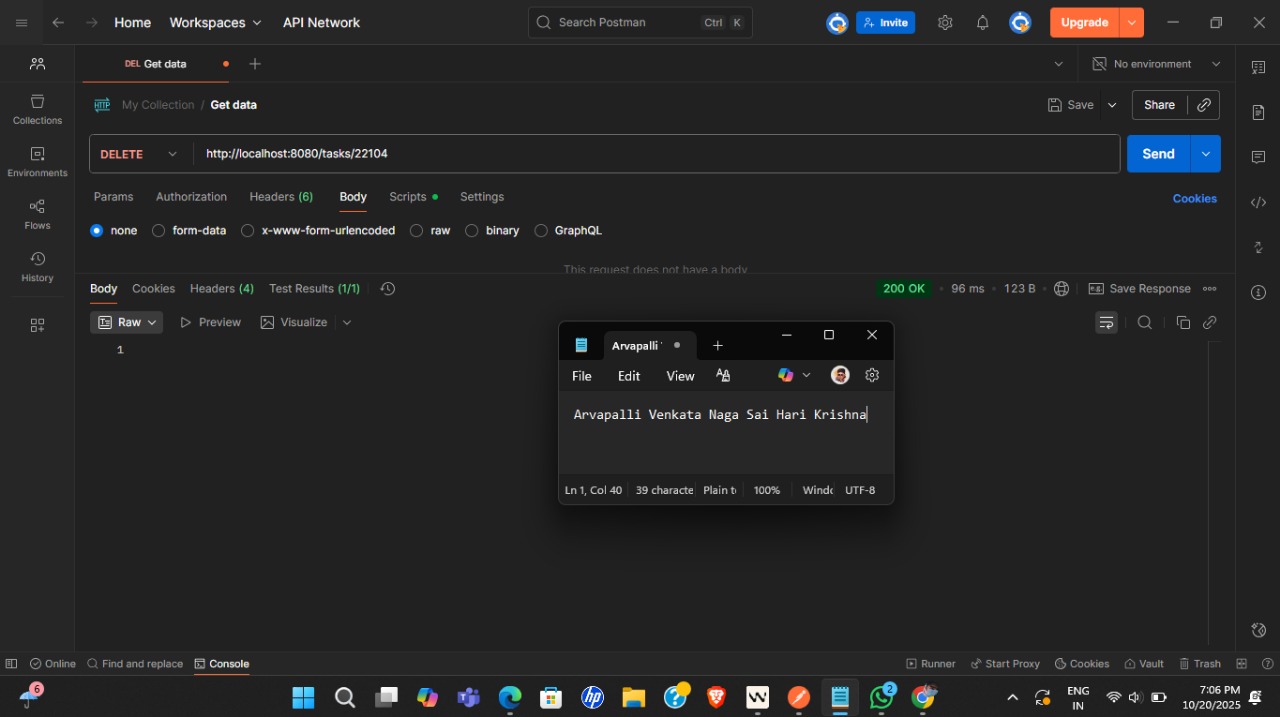 Home Workspaces API Network Search Postman Ctrl K Invite Upgrade
DEL Get data No environment
HTTP My Collection / Get data Save Share
Collections
DELETE http://localhost:8080/tasks/22104 Send
Environments
Params Authorization Headers (6) Body Scripts Settings Cookies
Flows
none form-data x-www-form-urlencoded raw binary GraphQL
History
This request does not have a body
Body Cookies Headers (4) Test Results (1/1) 200 OK 96 ms 123 B e.g. Save Response
Raw Preview Visualize
1
Arvapalli
File Edit View
Arvapalli Venkata Naga Sai Hari Krishna
Ln 1, Col 40 39 characte Plain t 100% Windo UTF-8
Online Find and replace Console Runner Start Proxy Cookies Vault Trash
6 hp 2 ENG IN 7:06 PM 10/20/2025